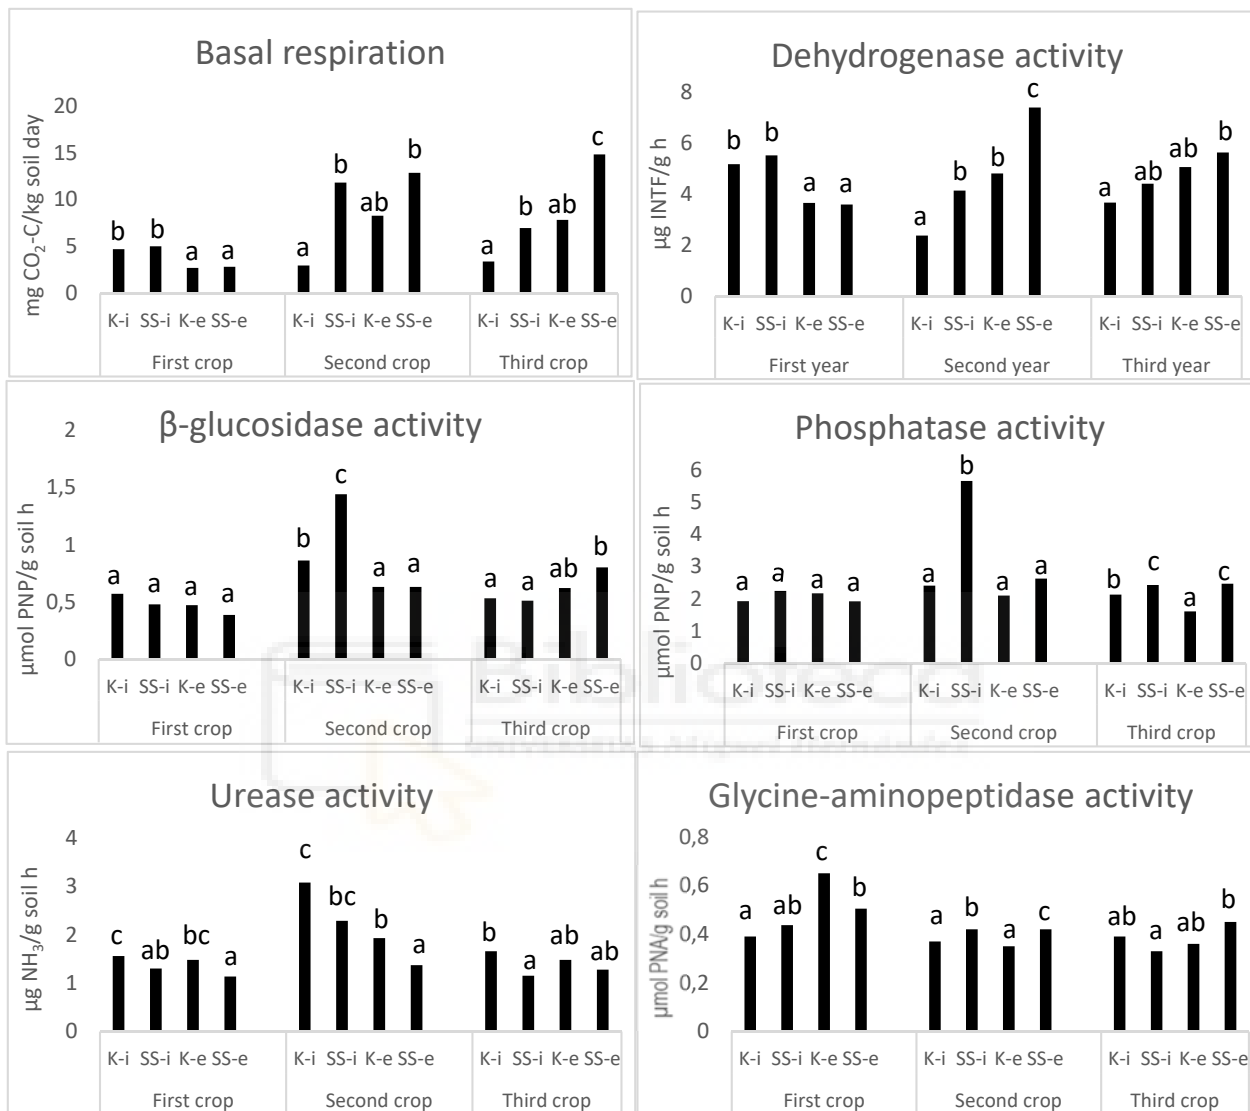 Basal respiration
mg CO₂-C/kg soil day
20
15
10
5
0
b b a a
a b ab b
a b ab c
K-i SS-i K-e SS-e K-i SS-i K-e SS-e K-i SS-i K-e SS-e
First crop Second crop Third crop
Dehydrogenase activity
µg INTF/g h
8
6
4
2
0
b b a a
a b b c
a ab ab b
K-i SS-i K-e SS-e K-i SS-i K-e SS-e K-i SS-i K-e SS-e
First year Second year Third year
β-glucosidase activity
µmol PNP/g soil h
2
1,5
1
0,5
0
a a a a
b c a a
a a ab b
K-i SS-i K-e SS-e K-i SS-i K-e SS-e K-i SS-i K-e SS-e
First crop Second crop Third crop
Phosphatase activity
µmol PNP/g soil h
6
5
4
3
2
1
0
a a a a
a b a a
b c a c
K-i SS-i K-e SS-e K-i SS-i K-e SS-e K-i SS-i K-e SS-e
First crop Second crop Third crop
Biblioteca
UNIVERSITAS Miguel Hernández
Urease activity
µg NH₃/g soil h
4
3
2
1
0
c ab bc a
c bc b a
b a ab ab
K-i SS-i K-e SS-e K-i SS-i K-e SS-e K-i SS-i K-e SS-e
First crop Second crop Third crop
Glycine-aminopeptidase activity
µmol PNA/g soil h
0,8
0,6
0,4
0,2
0
a ab c b
a b a c
ab a ab b
K-i SS-i K-e SS-e K-i SS-i K-e SS-e K-i SS-i K-e SS-e
First crop Second crop Third crop